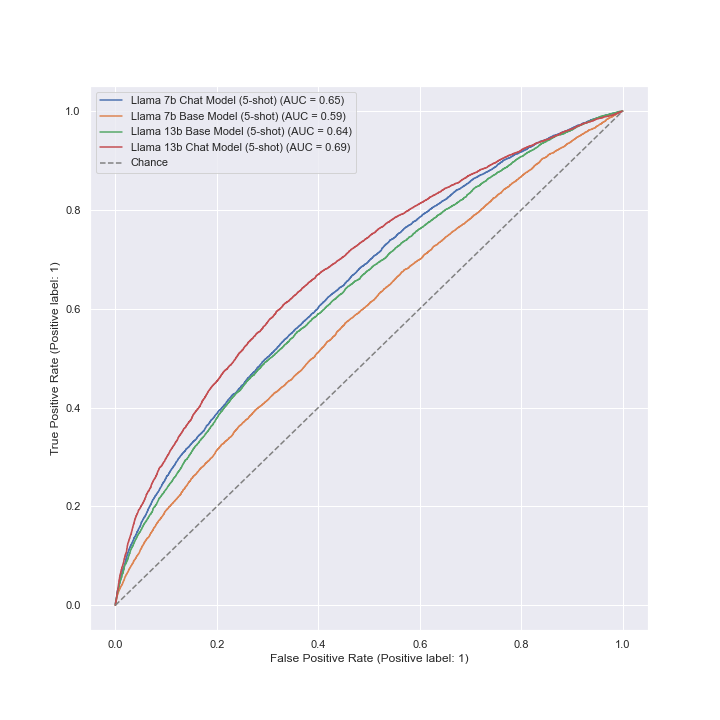 Llama 7b Chat Model (5-shot) (AUC = 0.65)
Llama 7b Base Model (5-shot) (AUC = 0.59)
Llama 13b Base Model (5-shot) (AUC = 0.64)
Llama 13b Chat Model (5-shot) (AUC = 0.69)
Chance
1.0
0.8
0.6
0.4
0.2
0.0
True Positive Rate (Positive label: 1)
0.0 0.2 0.4 0.6 0.8 1.0
False Positive Rate (Positive label: 1)